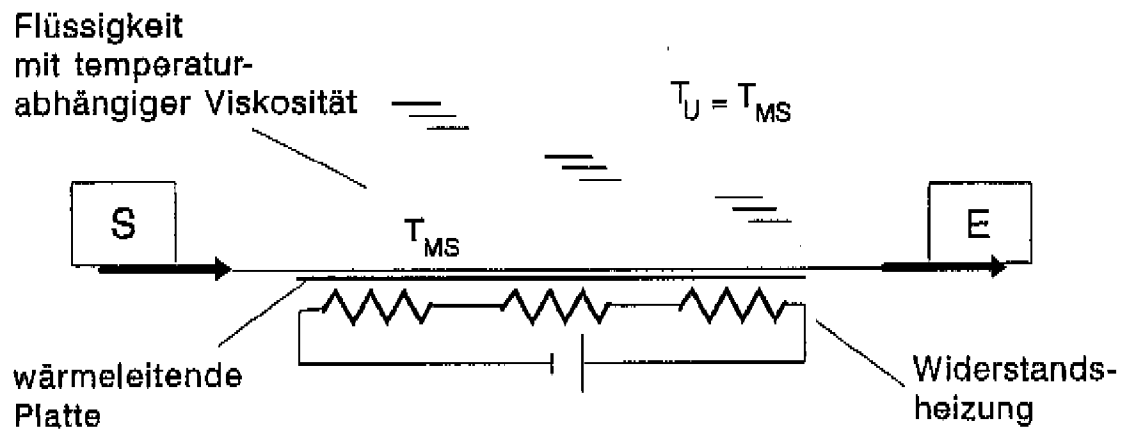 Flüssigkeit
mit temperatur-
abhängiger Viskosität
T_U = T_MS
S
E
T_MS
wärmeleitende
Platte
Widerstands-
heizung